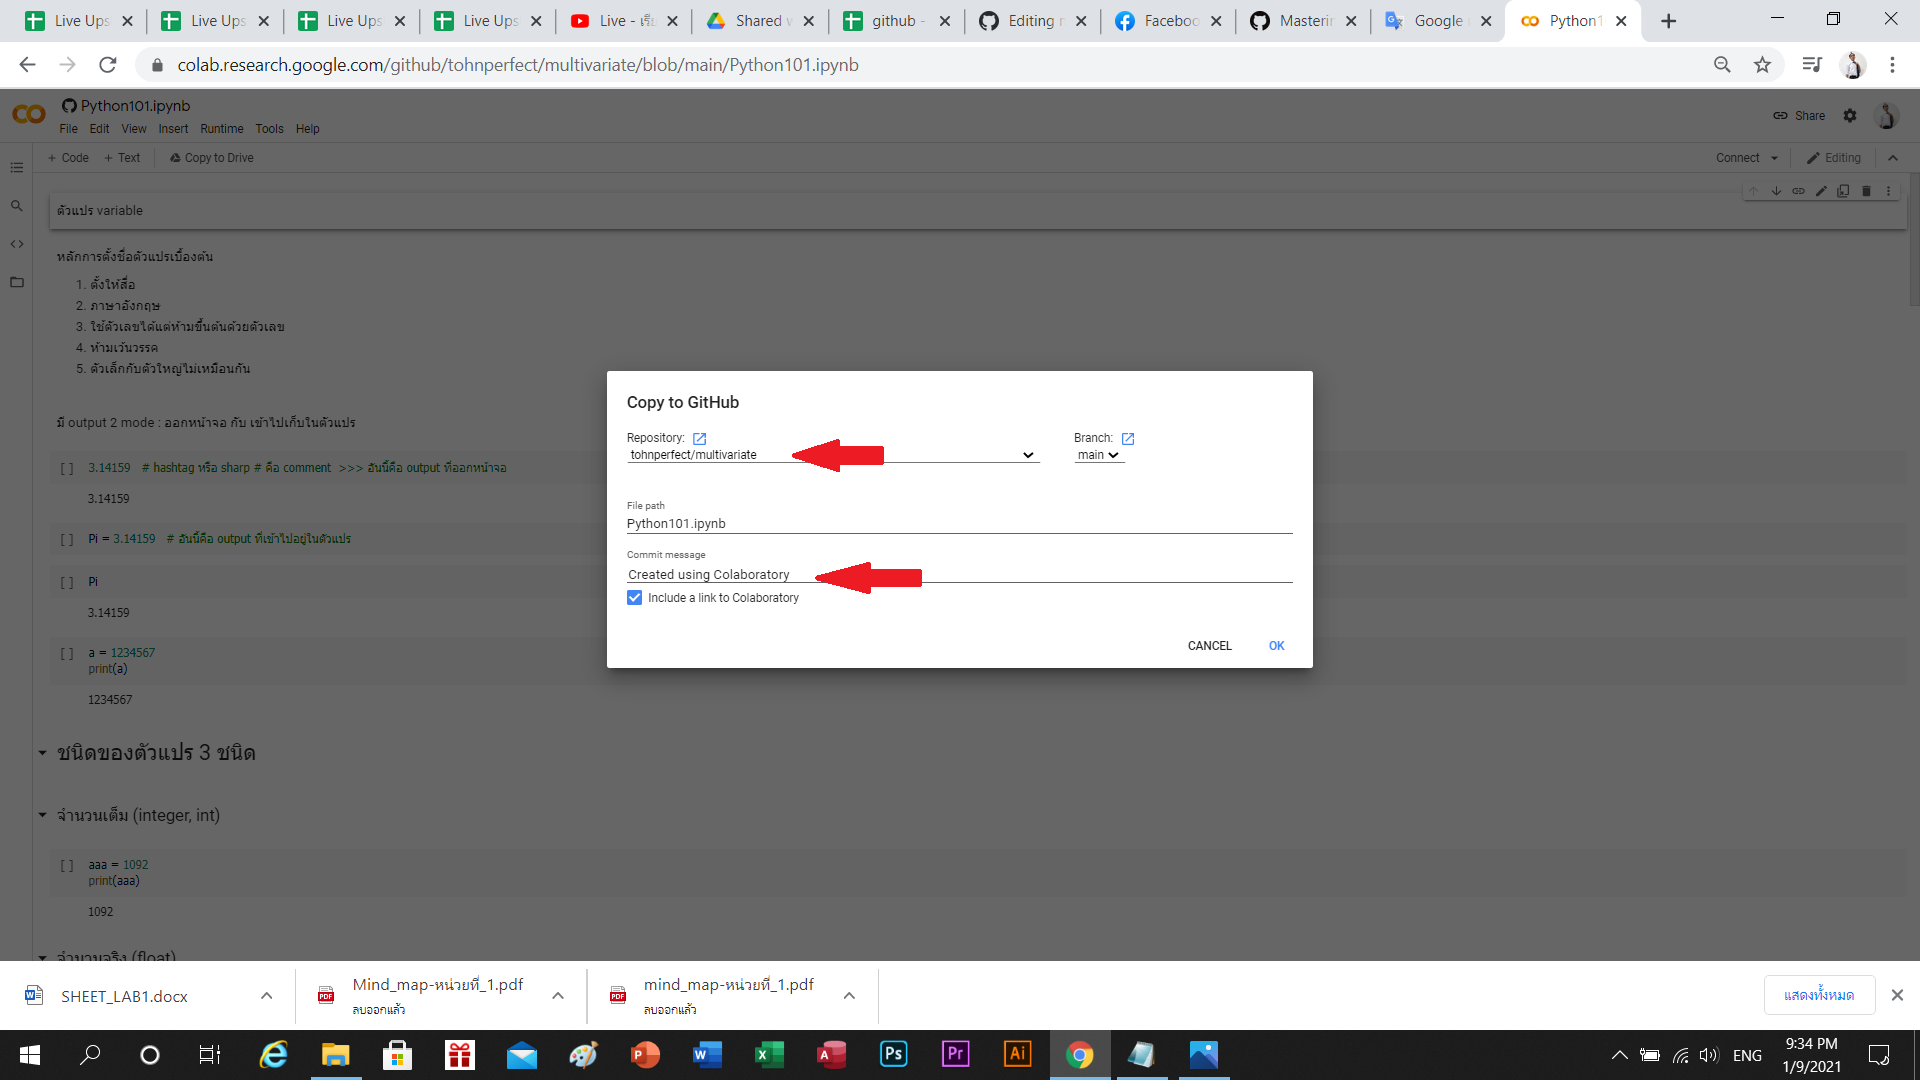 Live Ups
Live Ups
Live Ups
Live Ups
Live - เรีย
Shared w
github -
Editing m
Faceboo
Masterin
Google
Python1
colab.research.google.com/github/tohnperfect/multivariate/blob/main/Python101.ipynb
Python101.ipynb
File Edit View Insert Runtime Tools Help
Share
+ Code + Text Copy to Drive
Connect Editing
ตัวแปร variable
หลักการตั้งชื่อตัวแปรเบื้องต้น
1. ตั้งให้สื่อ
2. ภาษาอังกฤษ
3. ใช้ตัวเลขได้แต่ห้ามขึ้นต้นด้วยตัวเลข
4. ห้ามเว้นวรรค
5. ตัวเล็กกับตัวใหญ่ไม่เหมือนกัน
มี output 2 mode : ออกหน้าจอ กับ เข้าไปเก็บในตัวแปร
[ ] 3.14159 # hashtag หรือ sharp # คือ comment >>> อันนี้คือ output ที่ออกหน้าจอ
3.14159
[ ] Pi = 3.14159 # อันนี้คือ output ที่เข้าไปอยู่ในตัวแปร
[ ] Pi
3.14159
[ ] a = 1234567
print(a)
1234567
ชนิดของตัวแปร 3 ชนิด
จำนวนเต็ม (integer, int)
[ ] aaa = 1092
print(aaa)
1092
จำนวนจริง (float)
Copy to GitHub
Repository:
Branch:
tohnperfect/multivariate
main
File path
Python101.ipynb
Commit message
Created using Colaboratory
Include a link to Colaboratory
CANCEL OK
SHEET_LAB1.docx
Mind_map-หน่วยที่_1.pdf
ลบออกแล้ว
mind_map-หน่วยที่_1.pdf
ลบออกแล้ว
แสดงทั้งหมด
ENG
9:34 PM
1/9/2021